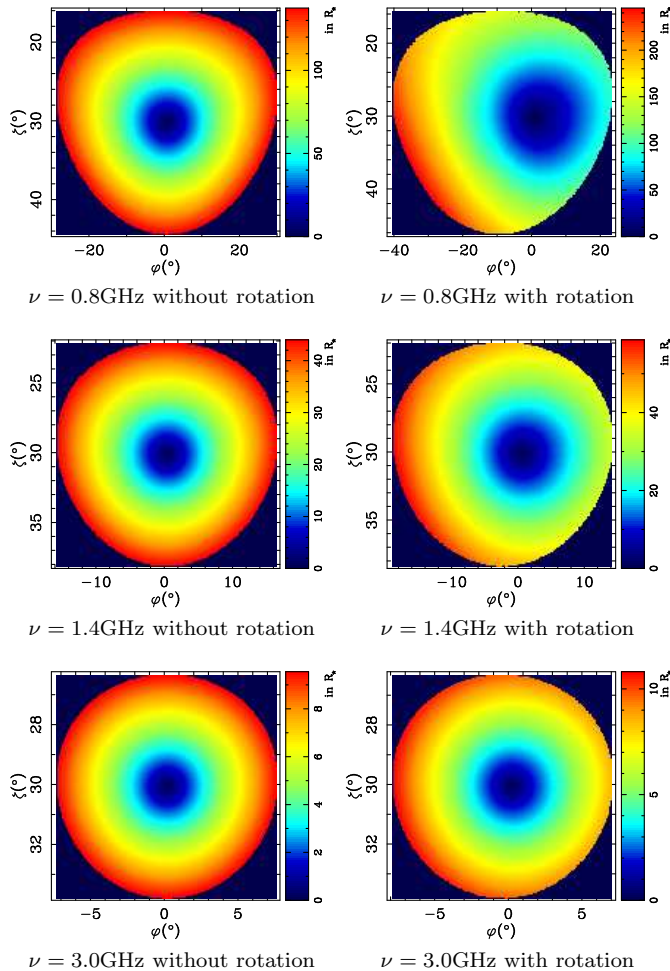 20 30 40
ζ(°)
−20 0 20
φ(°)
0 50 100
in R*
ν = 0.8GHz without rotation
20 30 40
ζ(°)
−40 −20 0 20
φ(°)
0 50 100 150 200
in R*
ν = 0.8GHz with rotation
25 30 35
ζ(°)
−10 0 10
φ(°)
0 10 20 30 40
in R*
ν = 1.4GHz without rotation
25 30 35
ζ(°)
−10 0 10
φ(°)
0 20 40
in R*
ν = 1.4GHz with rotation
28 30 32
ζ(°)
−5 0 5
φ(°)
0 2 4 6 8
in R*
ν = 3.0GHz without rotation
28 30 32
ζ(°)
−5 0 5
φ(°)
0 5 10
in R*
ν = 3.0GHz with rotation